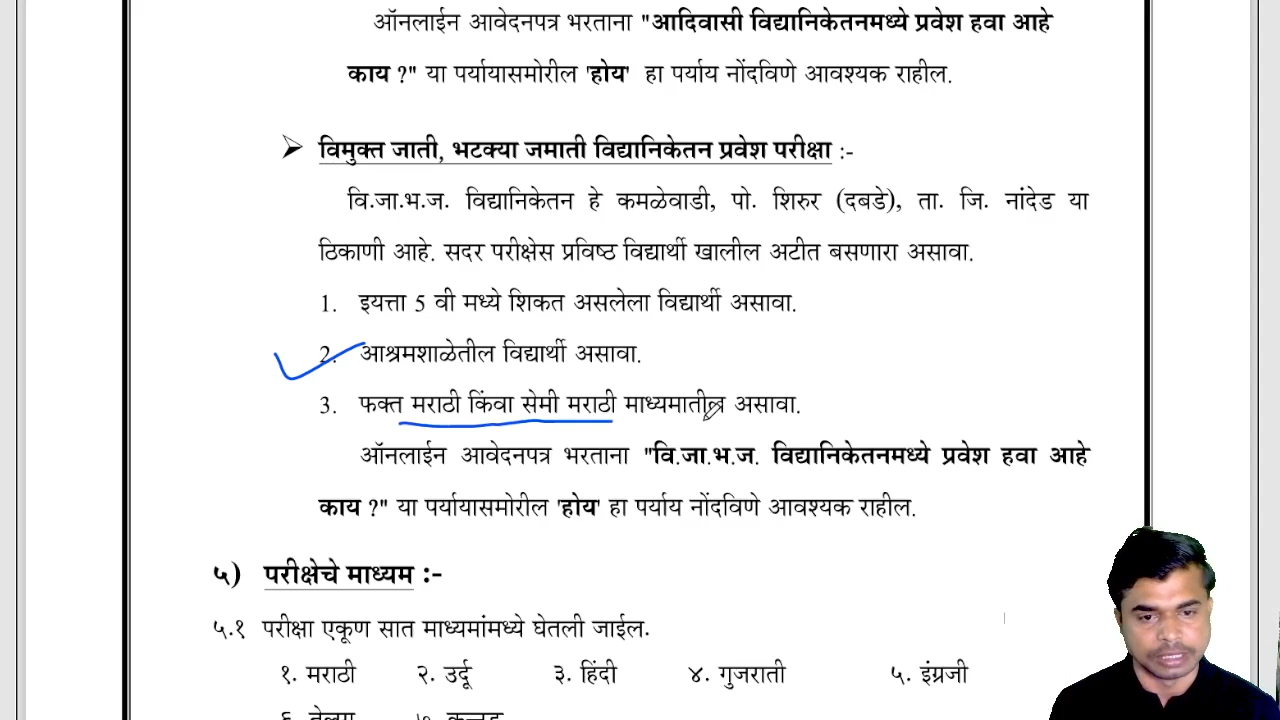 ऑनलाईन आवेदनपत्र भरताना "आदिवासी विद्यानिकेतनमध्ये प्रवेश हवा आहे
काय ?" या पर्यायासमोरील 'होय' हा पर्याय नोंदविणे आवश्यक राहील.
➢ विमुक्त जाती, भटक्या जमाती विद्यानिकेतन प्रवेश परीक्षा :-
वि.जा.भ.ज. विद्यानिकेतन हे कमळेवाडी, पो. शिरुर (दबडे), ता. जि. नांदेड या
ठिकाणी आहे. सदर परीक्षेस प्रविष्ठ विद्यार्थी खालील अटीत बसणारा असावा.
1. इयत्ता 5 वी मध्ये शिकत असलेला विद्यार्थी असावा.
2. आश्रमशाळेतील विद्यार्थी असावा.
3. फक्त मराठी किंवा सेमी मराठी माध्यमातील असावा.
ऑनलाईन आवेदनपत्र भरताना "वि.जा.भ.ज. विद्यानिकेतनमध्ये प्रवेश हवा आहे
काय ?" या पर्यायासमोरील 'होय' हा पर्याय नोंदविणे आवश्यक राहील.
५) परीक्षेचे माध्यम :-
५.१ परीक्षा एकूण सात माध्यमांमध्ये घेतली जाईल.
१. मराठी २. उर्दू ३. हिंदी ४. गुजराती ५. इंग्रजी